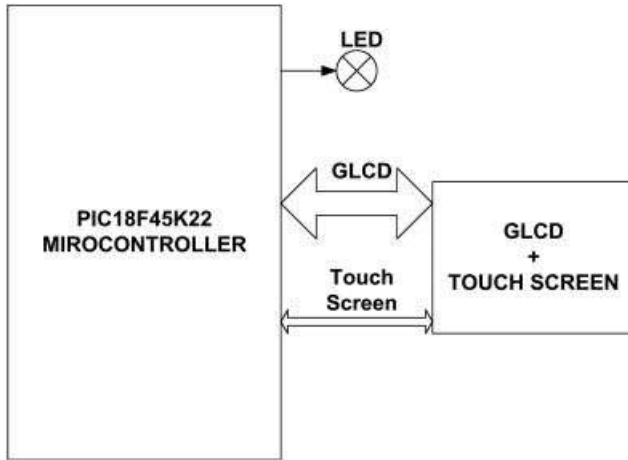 LED
GLCD
PIC18F45K22
MIROCONTROLLER
GLCD
+
TOUCH SCREEN
Touch
Screen